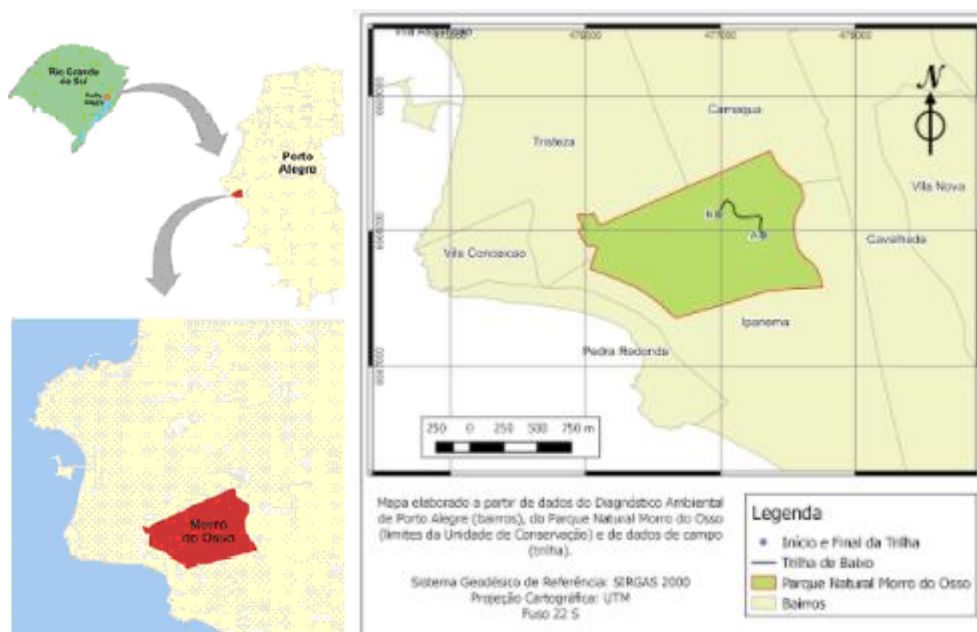 Rio Grande
do Sul
Porto
Alegre
Porto
Alegre
Morro
do Osso
Tristeza
Camaqua
Vila Nova
Cavalhada
Vila Conceicao
Ipanema
Pedra Redonda
N
250 0 250 500 750 m
Mapa elaborado a partir de dados do Diagnóstico Ambiental
de Porto Alegre (bairros), do Parque Natural Morro do Osso
(limites da Unidade de Conservação) e de dados de campo
(trilha).
Sistema Geodésico de Referência: SIRGAS 2000
Projeção Cartográfica: UTM
Fuso 22 S
Legenda
Início e Final da Trilha
Trilha de Baixo
Parque Natural Morro do Osso
Bairros